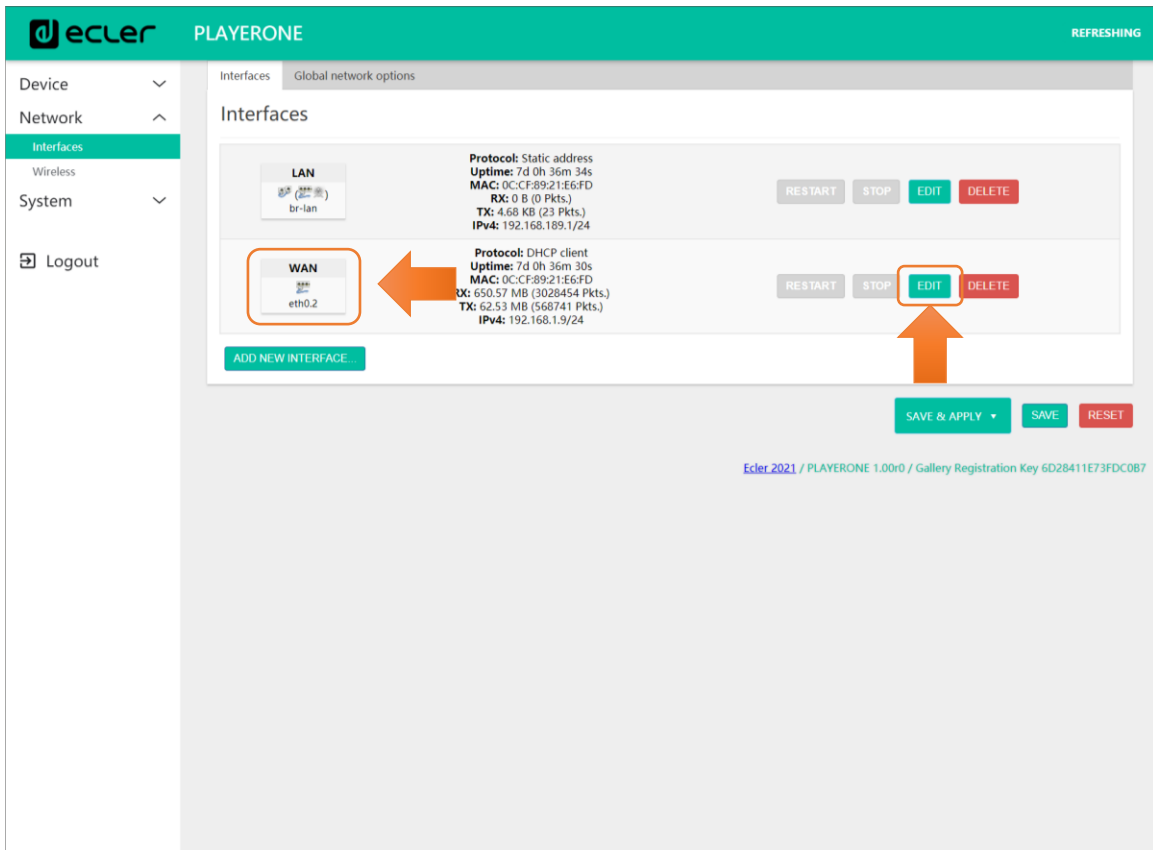 ecler
PLAYERONE
REFRESHING
Device
Network
Interfaces
Wireless
System
Logout
Interfaces
Global network options
Interfaces
LAN
br-lan
Protocol: Static address
Uptime: 7d 0h 36m 34s
MAC: 0C:CF:89:21:E6:FD
RX: 0 B (0 Pkts.)
TX: 4.68 KB (23 Pkts.)
IPv4: 192.168.189.1/24
RESTART
STOP
EDIT
DELETE
WAN
eth0.2
Protocol: DHCP client
Uptime: 7d 0h 36m 30s
MAC: 0C:CF:89:21:E6:FD
RX: 650.57 MB (3028454 Pkts.)
TX: 62.53 MB (568741 Pkts.)
IPv4: 192.168.1.9/24
RESTART
STOP
EDIT
DELETE
ADD NEW INTERFACE...
SAVE & APPLY
SAVE
RESET
Ecler 2021 / PLAYERONE 1.00r0 / Gallery Registration Key 6D28411E73FDC0B7